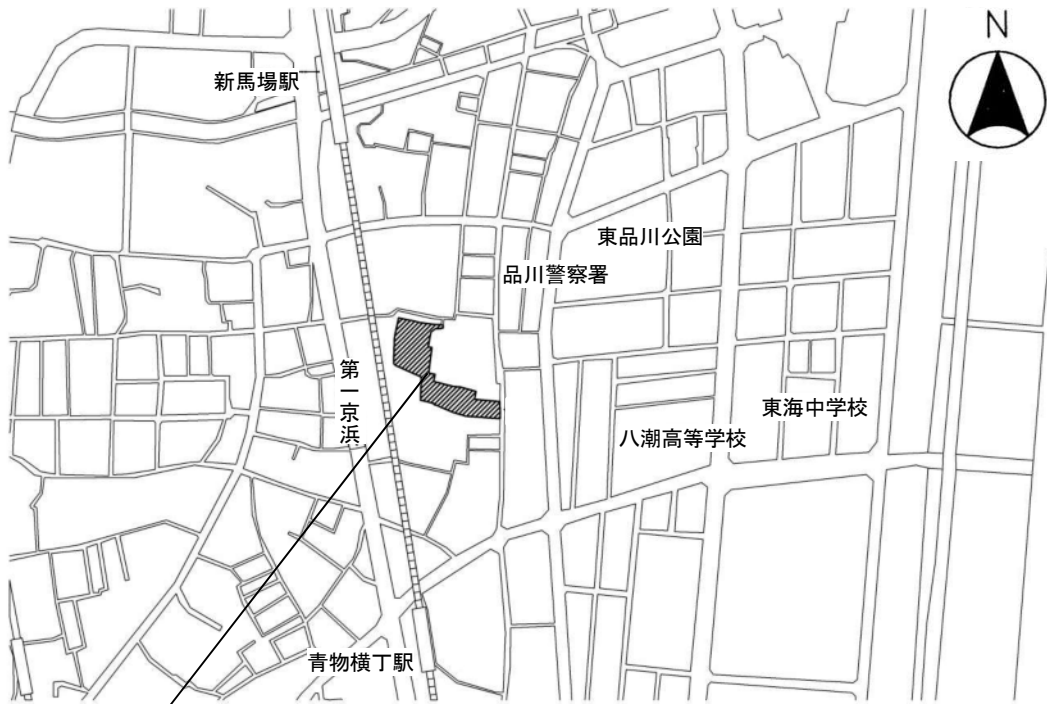 N
新馬場駅
東品川公園
品川警察署
第一京浜
東海中学校
八潮高等学校
青物横丁駅